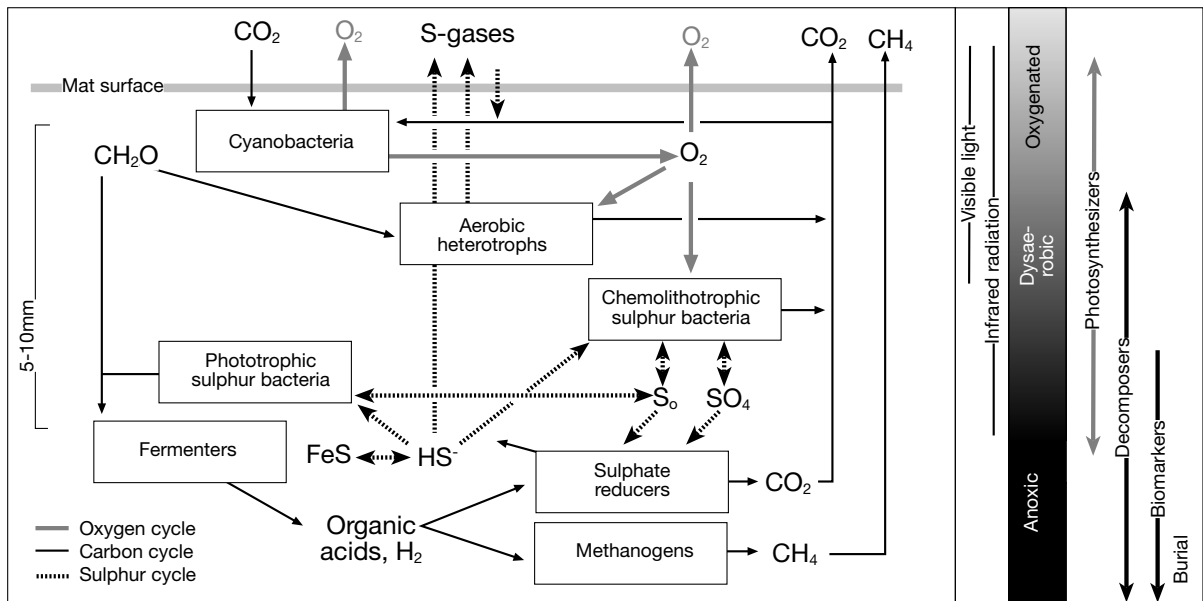 CO₂
O₂
S-gases
O₂
CO₂
CH₄
Mat surface
Cyanobacteria
CH₂O
O₂
Aerobic
heterotrophs
Chemolithotrophic
sulphur bacteria
5-10mm
Phototrophic
sulphur bacteria
S₀
SO₄
Fermenters
FeS
HS⁻
Sulphate
reducers
CO₂
Organic
acids, H₂
Methanogens
CH₄
Oxygen cycle
Carbon cycle
Sulphur cycle
Visible light
Infrared radiation
Oxygenated
Dysae-
robic
Anoxic
Photosynthesizers
Decomposers
Biomarkers
Burial